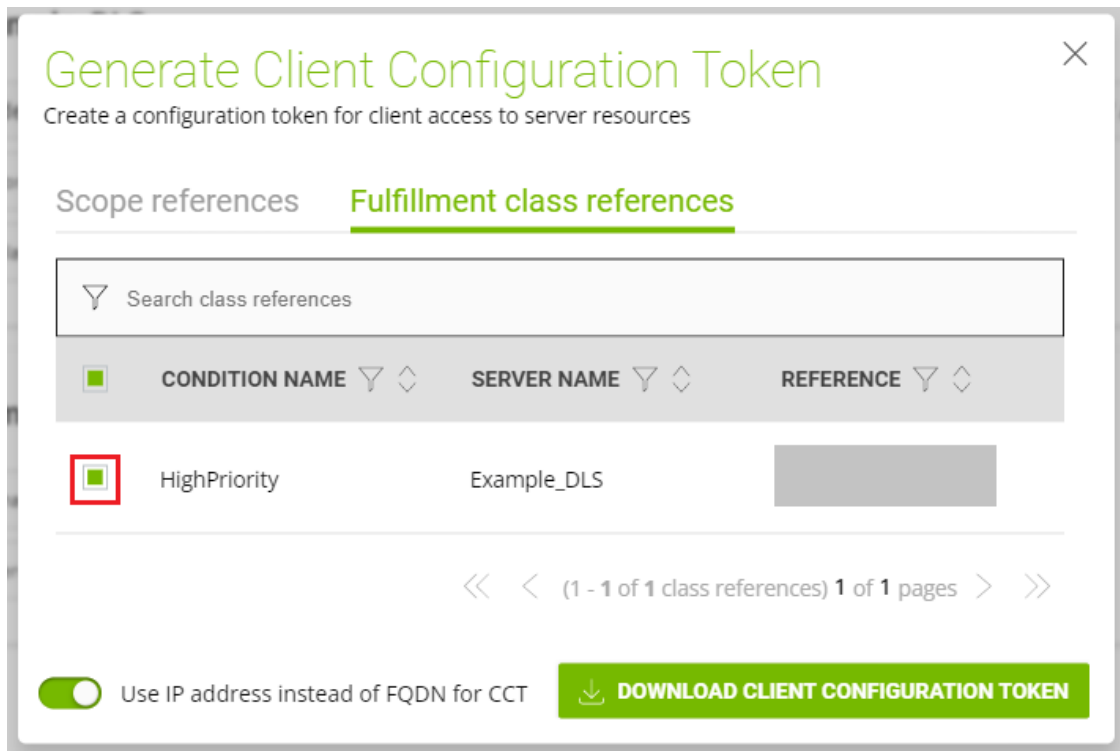 Generate Client Configuration Token
Create a configuration token for client access to server resources
Scope references Fulfillment class references
Search class references
CONDITION NAME SERVER NAME REFERENCE
HighPriority Example_DLS
(1 - 1 of 1 class references) 1 of 1 pages
Use IP address instead of FQDN for CCT DOWNLOAD CLIENT CONFIGURATION TOKEN